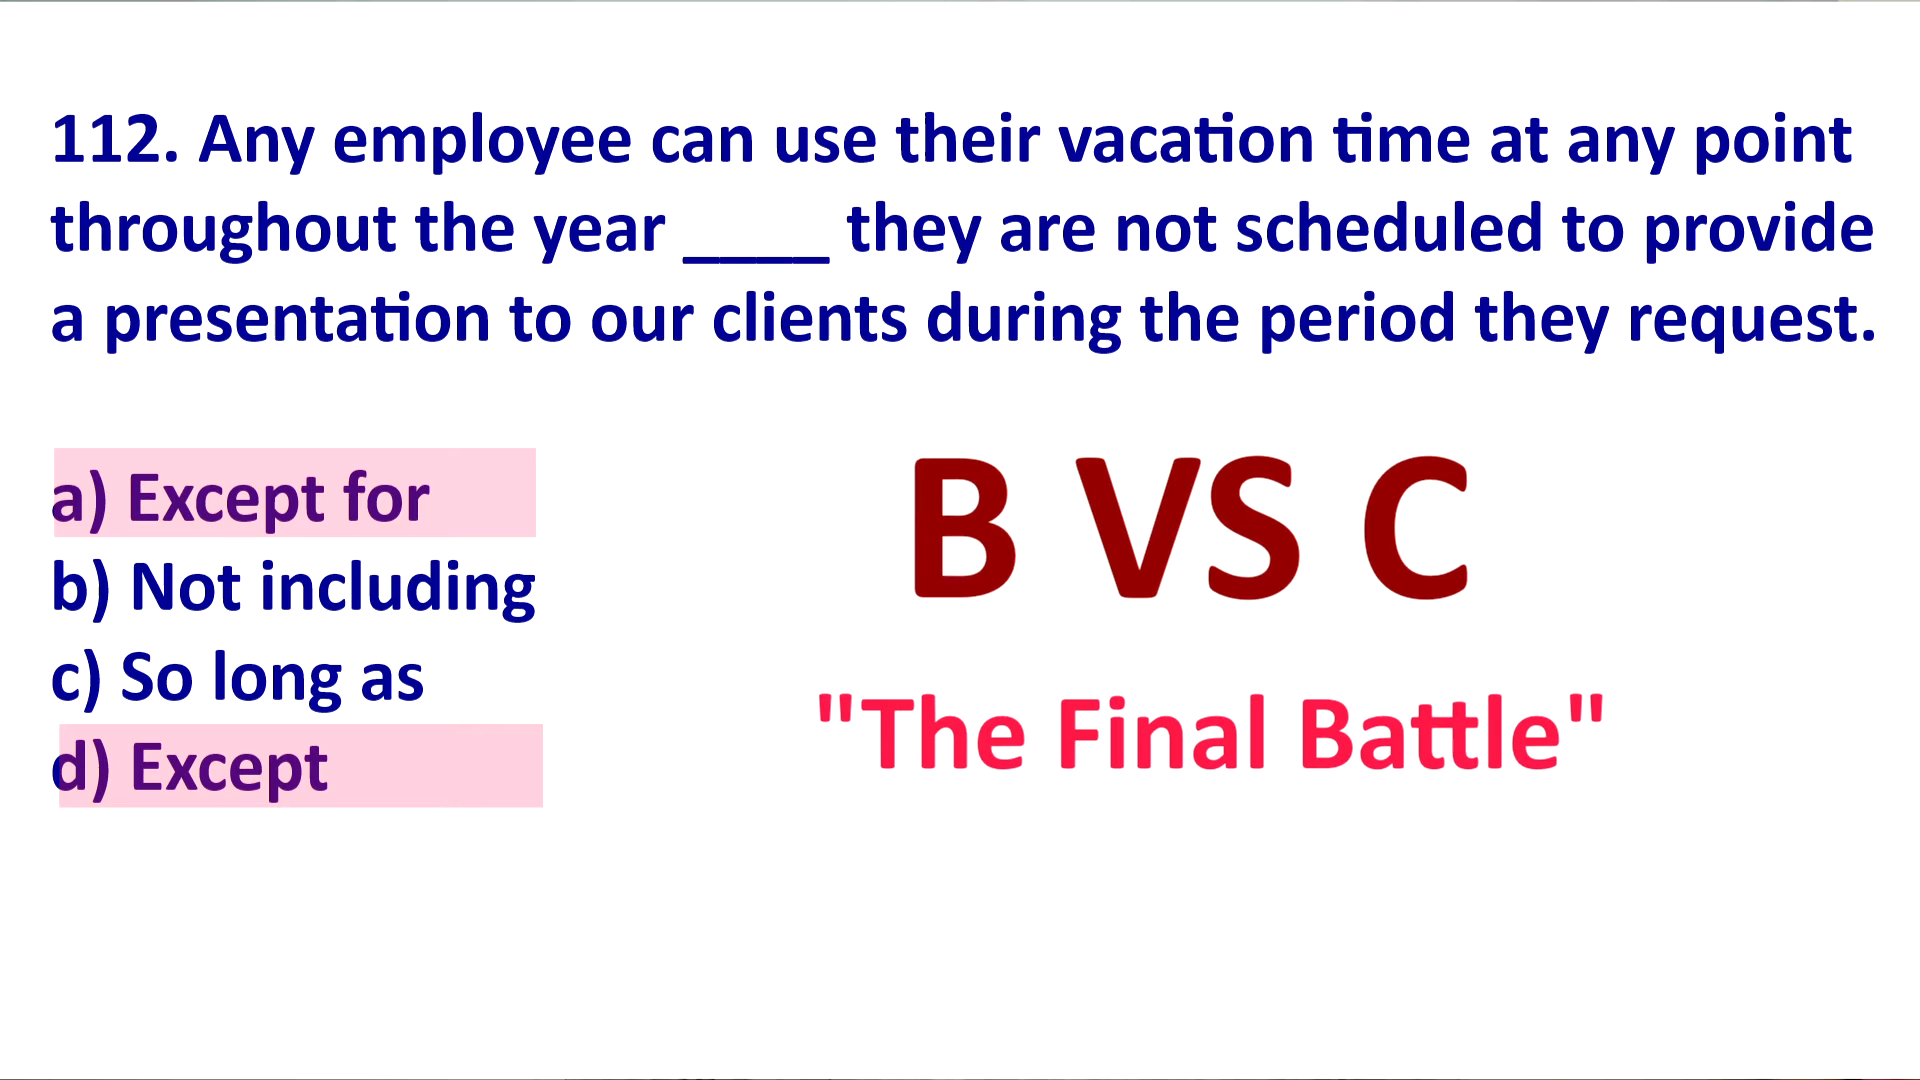 112. Any employee can use their vacation time at any point
throughout the year ____ they are not scheduled to provide
a presentation to our clients during the period they request.
a) Except for
b) Not including
c) So long as
d) Except
B VS C
"The Final Battle"